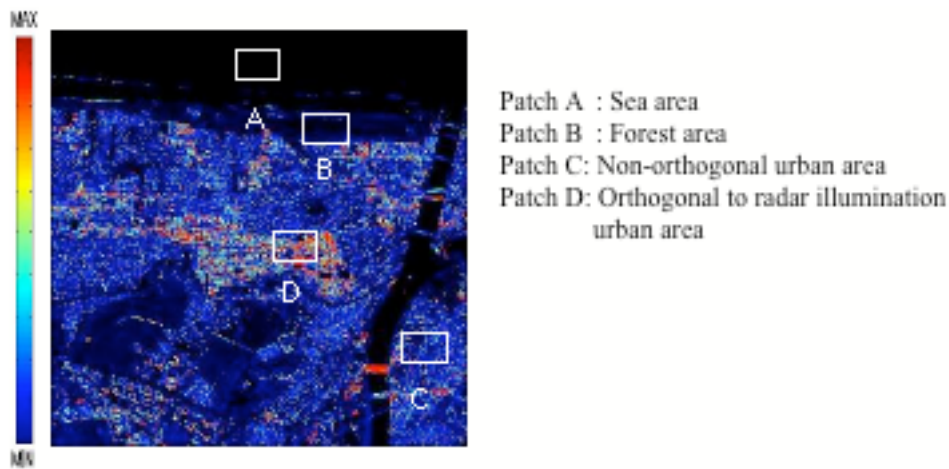 MAX
A
B
D
C
MIN
Patch A : Sea area
Patch B : Forest area
Patch C: Non-orthogonal urban area
Patch D: Orthogonal to radar illumination
urban area